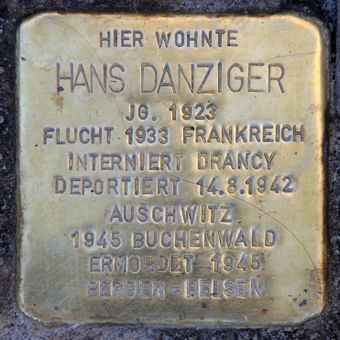 HIER WOHNTE
HANS DANZIGER
JG. 1923
FLUCHT 1933 FRANKREICH
INTERNIERT DRANCY
DEPORTIERT 14.8.1942
AUSCHWITZ
1945 BUCHENWALD
ERMORDET 1945
BERGEN-BELSEN